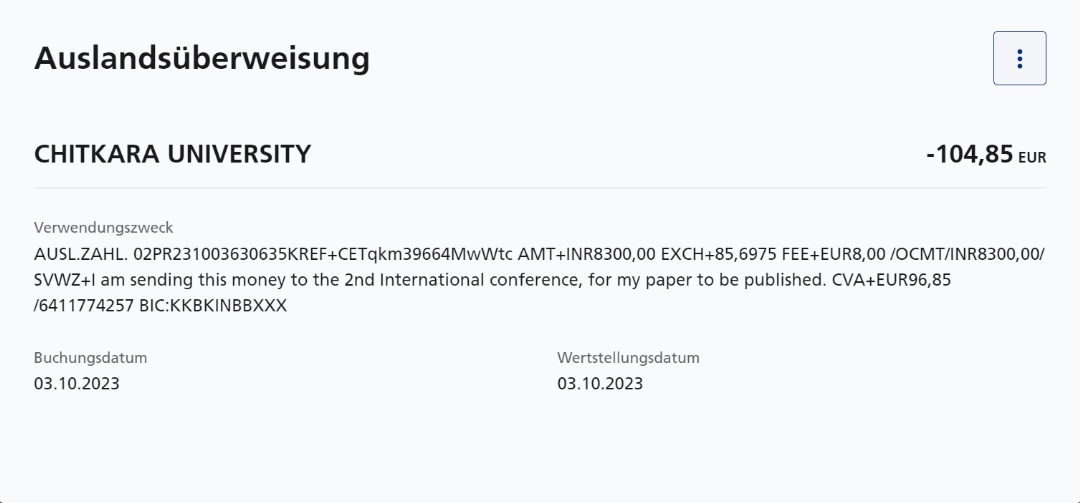 Auslandsüberweisung
CHITKARA UNIVERSITY
-104,85 EUR
Verwendungszweck
AUSL.ZAHL. 02PR231003630635KREF+CETqkm39664MwWtc AMT+INR8300,00 EXCH+85,6975 FEE+EUR8,00 /OCMT/INR8300,00/
SVWZ+I am sending this money to the 2nd International conference, for my paper to be published. CVA+EUR96,85
/6411774257 BIC:KKBKINBBXXX
Buchungsdatum
03.10.2023
Wertstellungsdatum
03.10.2023